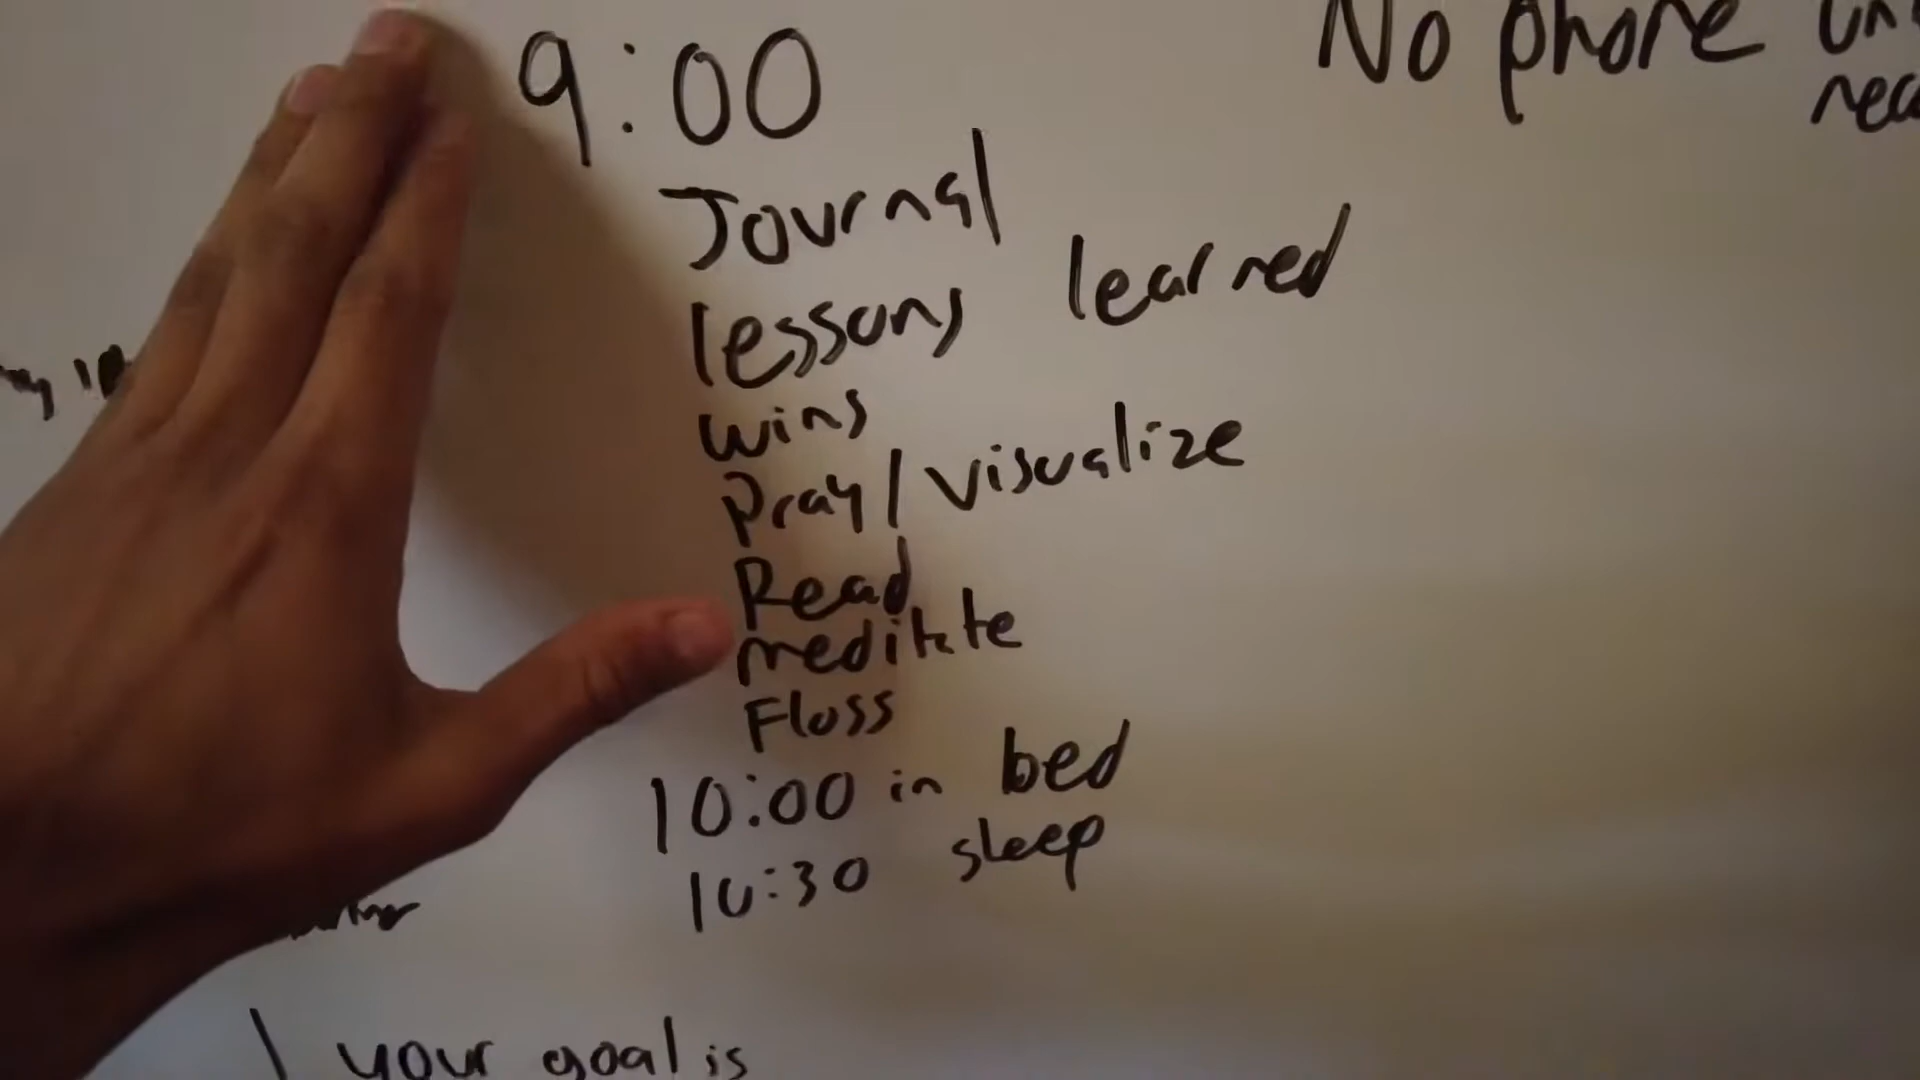 9:00
No phone
Journal
lessons learned
wins
Pray/visualize
Read
meditate
Floss
10:00 in bed
10:30 sleep
your goal is